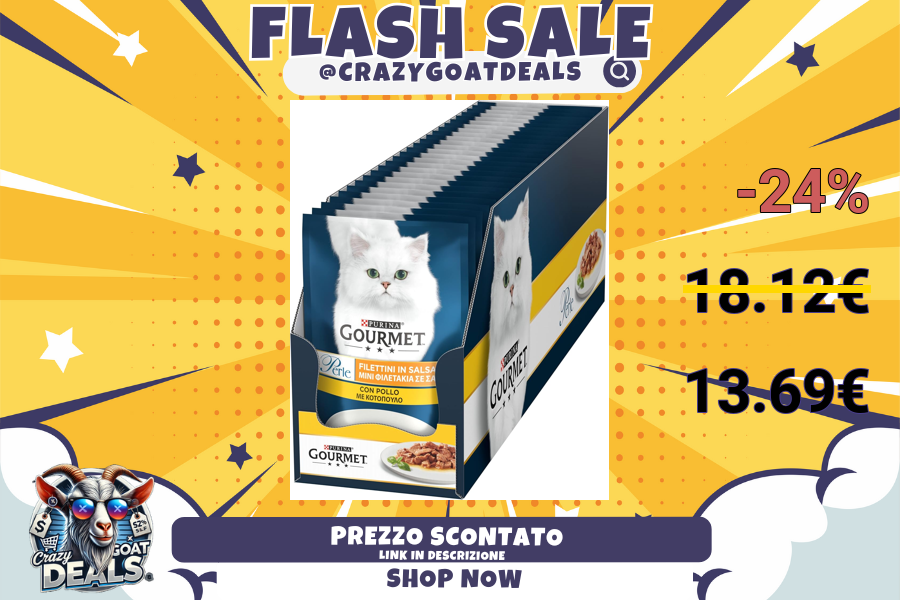 FLASH SALE
@CRAZYGOATDEALS
-24%
18.12€
13.69€
PURINA
GOURMET
Perle
FILETTINI IN SALSA
ΜΙΝΙ ΦΙΛΕΤΑΚΙΑ ΣΕ ΣΑ
CON POLLO
ΜΕ ΚΟΤΟΠΟΥΛΟ
PURINA
GOURMET
GOURMET
Perle
$
52%
Crazy
GOAT
DEALS
PREZZO SCONTATO
LINK IN DESCRIZIONE
SHOP NOW